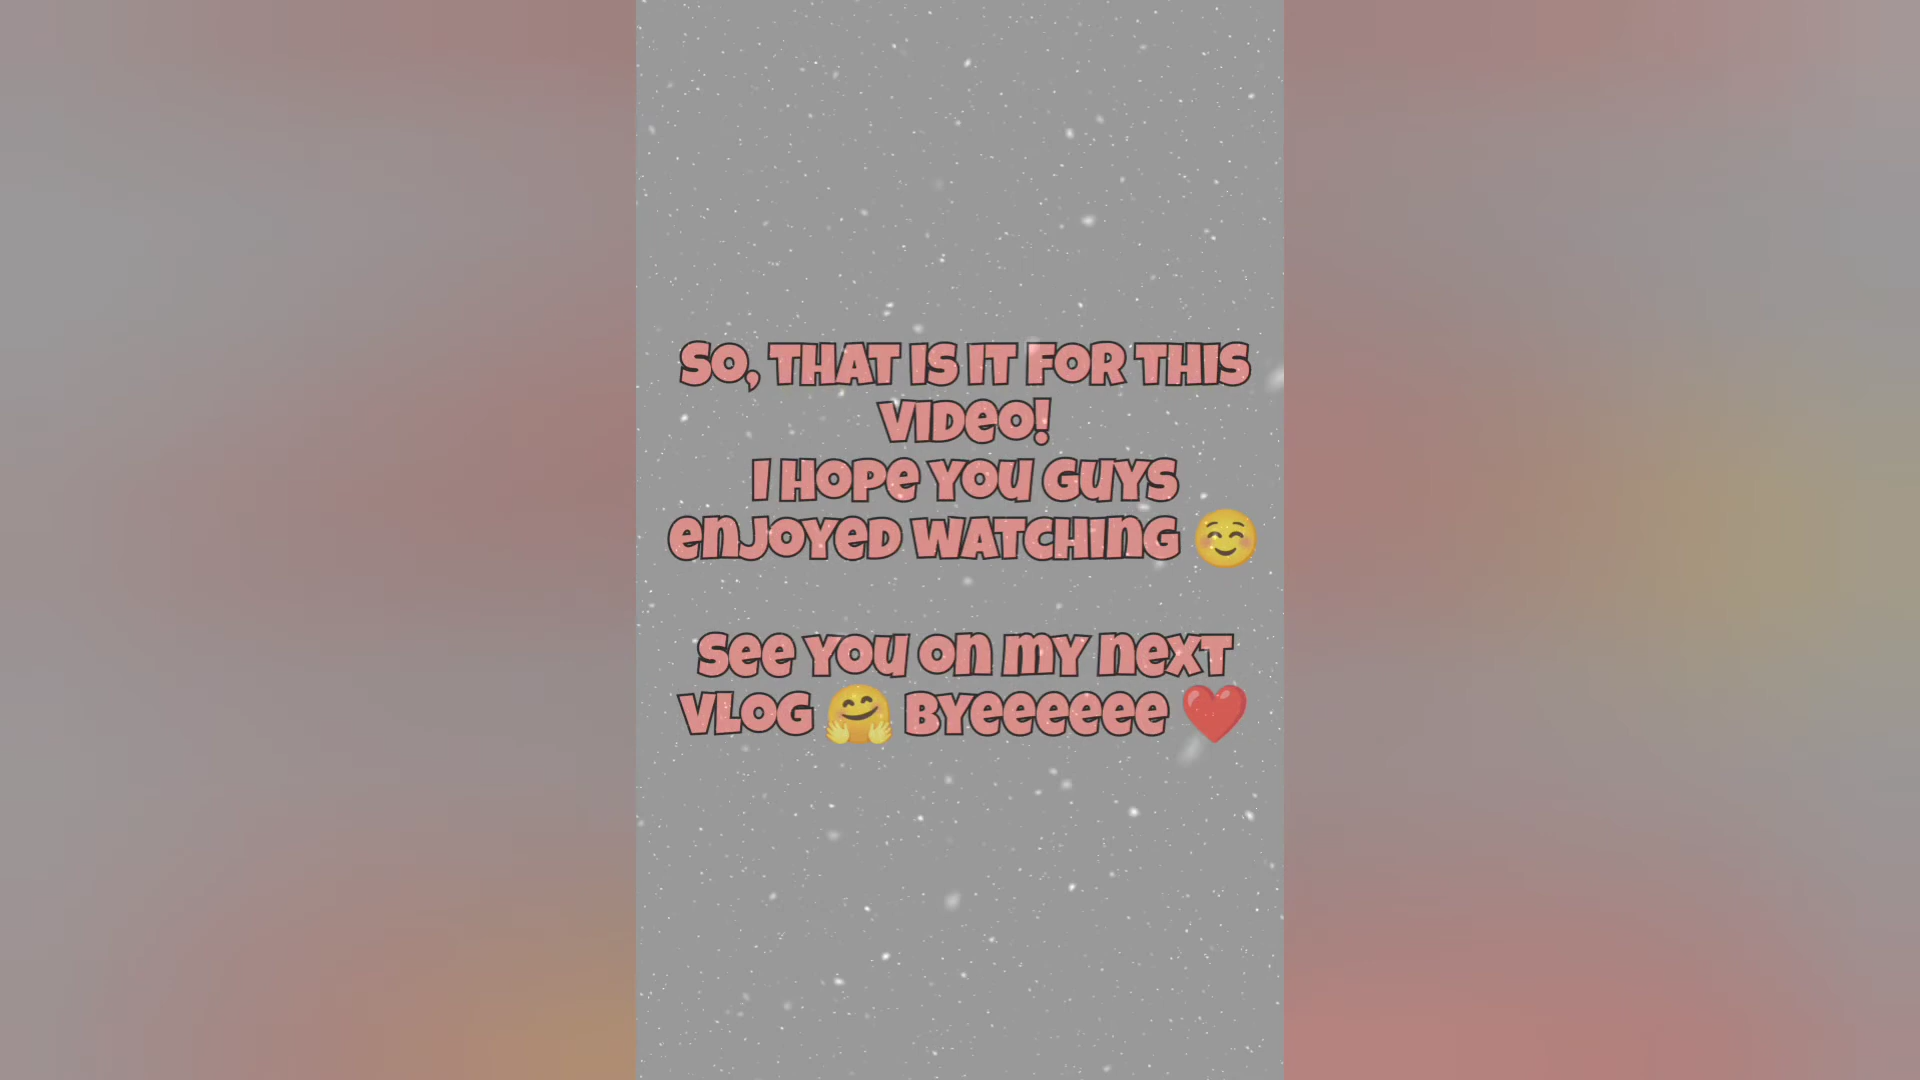 SO, THAT IS IT FOR THIS
VIDEO!
I HOPE YOU GUYS
ENJOYED WATCHING ☺️
SEE YOU ON MY NEXT
VLOG 🤗 BYEEEEEE ❤️